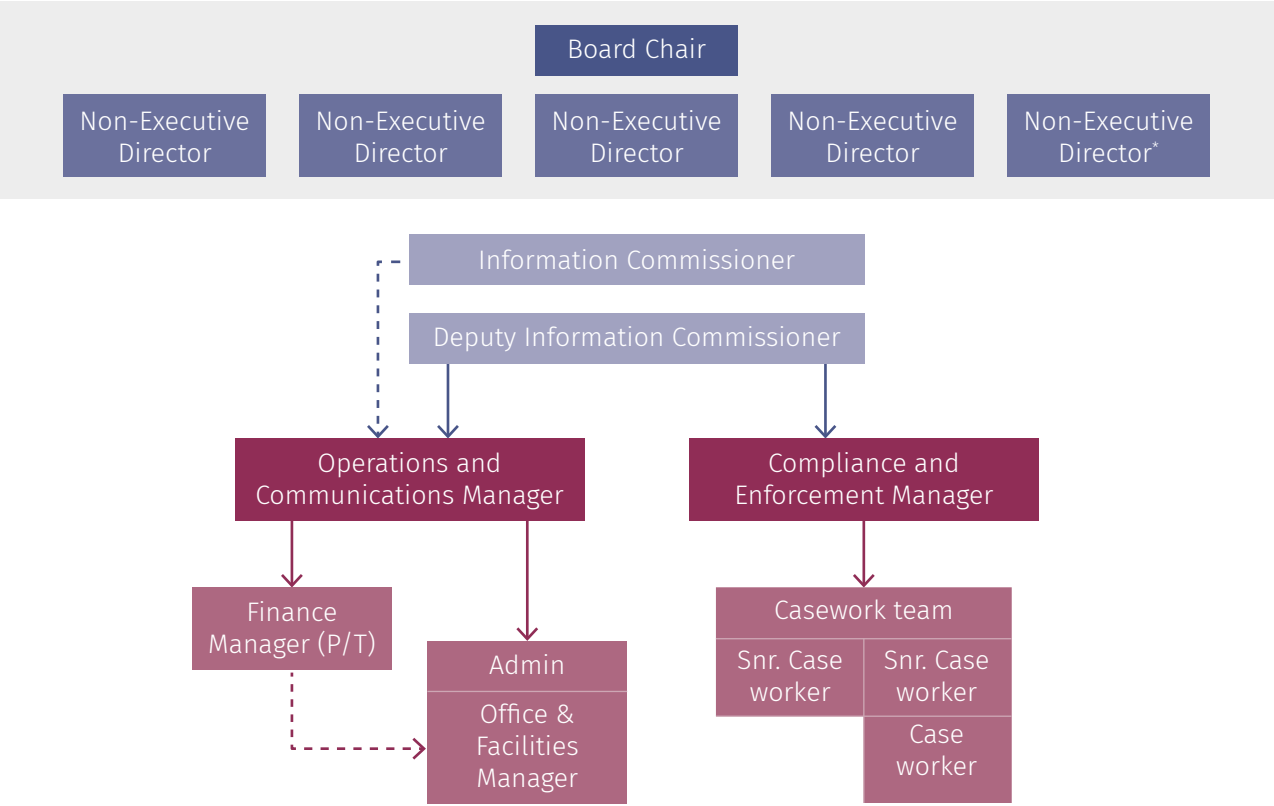 Board Chair
Non-Executive
Director
Non-Executive
Director
Non-Executive
Director
Non-Executive
Director
Non-Executive
Director*
Information Commissioner
Deputy Information Commissioner
Operations and
Communications Manager
Compliance and
Enforcement Manager
Finance
Manager (P/T)
Admin
Office &
Facilities
Manager
Casework team
Snr. Case
worker
Snr. Case
worker
Case
worker